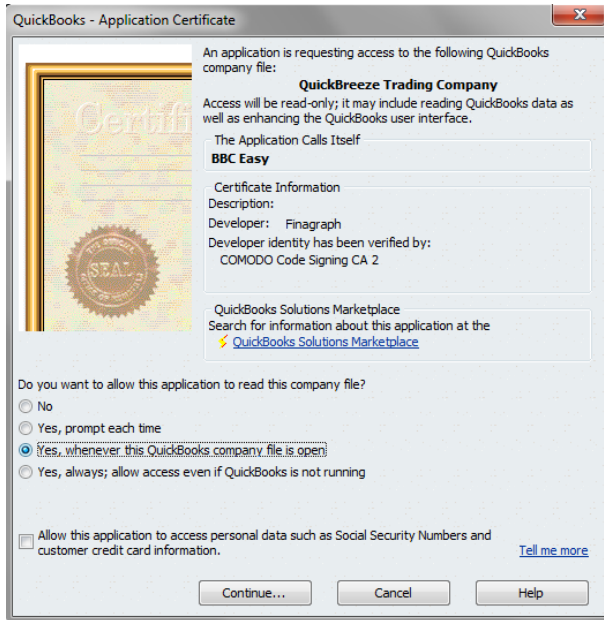 QuickBooks - Application Certificate
An application is requesting access to the following QuickBooks
company file:
QuickBreeze Trading Company
Access will be read-only; it may include reading QuickBooks data as
well as enhancing the QuickBooks user interface.
The Application Calls Itself
BBC Easy
Certificate Information
Description:
Developer: Finagraph
Developer identity has been verified by:
COMODO Code Signing CA 2
QuickBooks Solutions Marketplace
Search for information about this application at the
QuickBooks Solutions Marketplace
Certifi
SEAL
Do you want to allow this application to read this company file?
No
Yes, prompt each time
Yes, whenever this QuickBooks company file is open
Yes, always; allow access even if QuickBooks is not running
Allow this application to access personal data such as Social Security Numbers and
customer credit card information.
Tell me more
Continue...
Cancel
Help